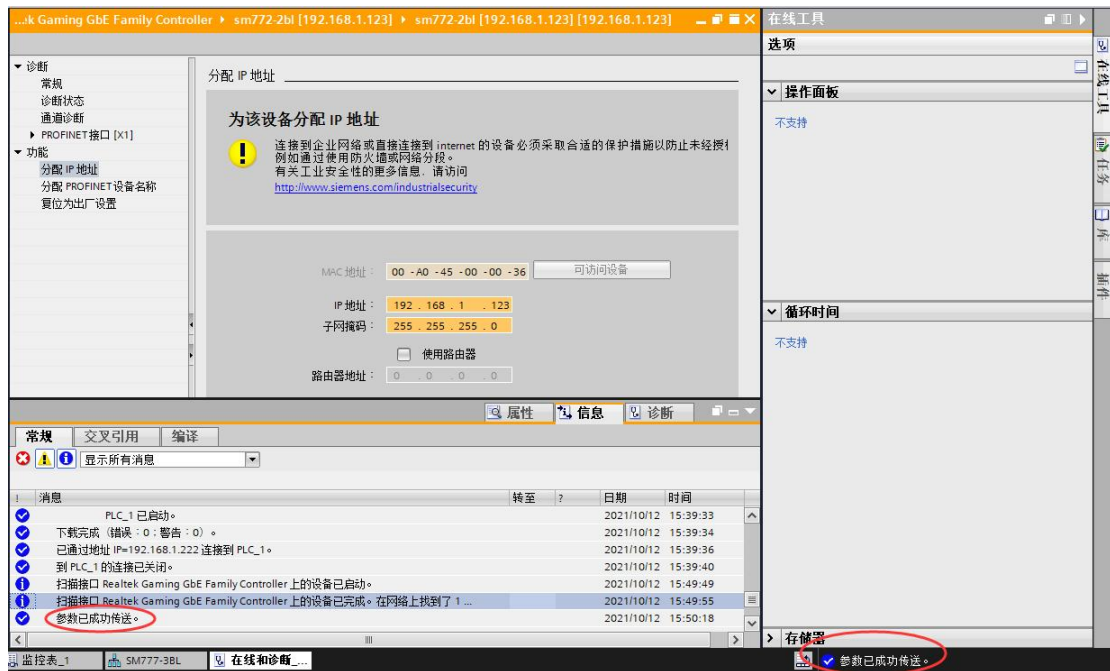 ...ık Gaming GbE Family Controller ▸ sm772-2bl [192.168.1.123] ▸ sm772-2bl [192.168.1.123] [192.168.1.123]
在线工具
选项
诊断
常规
诊断状态
通道诊断
PROFINET接口 [X1]
功能
分配 IP 地址
分配 PROFINET设备名称
复位为出厂设置
分配 IP 地址
为该设备分配 IP 地址
连接到企业网络或直接连接到 internet 的设备必须采取合适的保护措施以防止未经授
例如通过使用防火墙或网络分段。
有关工业安全性的更多信息，请访问
http://www.siemens.com/industrialsecurity
MAC 地址： 00 -A0 -45 -00 -00 -36 可访问设备
IP 地址： 192 . 168 . 1 . 123
子网掩码： 255 . 255 . 255 . 0
使用路由器
路由器地址： 0 . 0 . 0 . 0
操作面板
不支持
循环时间
不支持
存储器
在线工具
任务
库
插件
属性 信息 诊断
常规 交叉引用 编译
显示所有消息
! 消息 转至 ? 日期 时间
PLC_1 已启动。 2021/10/12 15:39:33
下载完成（错误：0；警告：0）。 2021/10/12 15:39:34
已通过地址 IP=192.168.1.222 连接到 PLC_1。 2021/10/12 15:39:36
到 PLC_1 的连接已关闭。 2021/10/12 15:39:40
扫描接口 Realtek Gaming GbE Family Controller 上的设备已启动。 2021/10/12 15:49:49
扫描接口 Realtek Gaming GbE Family Controller 上的设备已完成。在网络上找到了 1 ... 2021/10/12 15:49:55
参数已成功传送。 2021/10/12 15:50:18
监控表_1 SM777-3BL 在线和诊断_... 参数已成功传送。